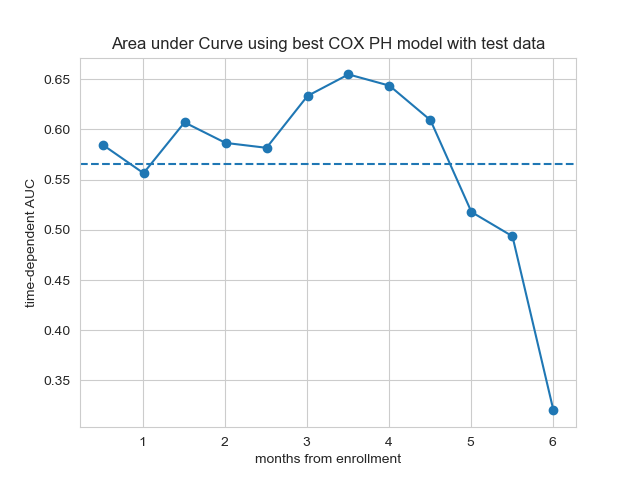 Area under Curve using best COX PH model with test data
time-dependent AUC
0.65
0.60
0.55
0.50
0.45
0.40
0.35
1 2 3 4 5 6
months from enrollment